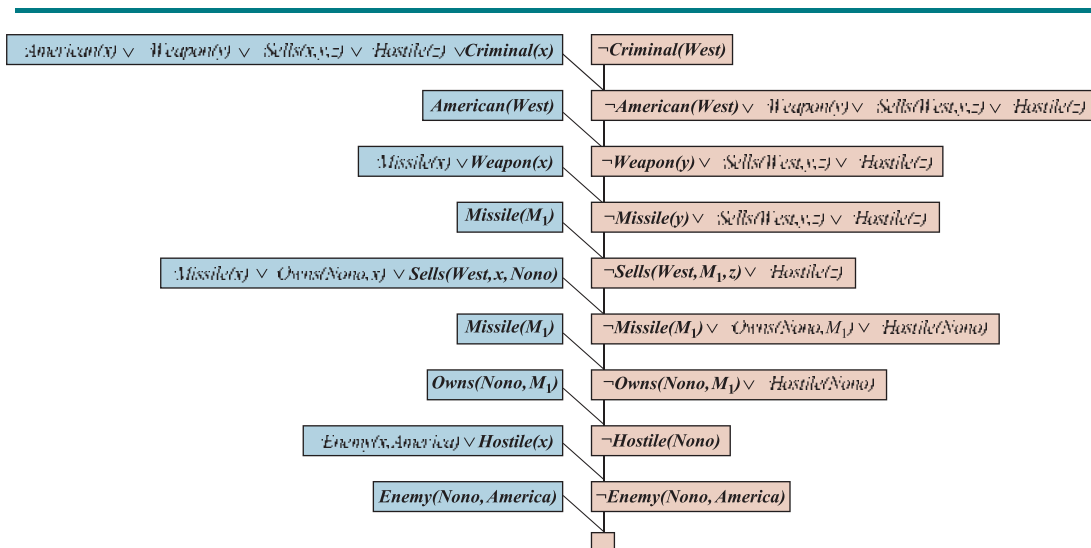 American(x) ∨ Weapon(y) ∨ Sells(x,y,z) ∨ Hostile(z) ∨Criminal(x) ¬Criminal(West)
American(West) ¬American(West) ∨ Weapon(y) ∨ Sells(West,y,z) ∨ Hostile(z)
Missile(x) ∨ Weapon(x) ¬Weapon(y) ∨ Sells(West,y,z) ∨ Hostile(z)
Missile(M₁) ¬Missile(y) ∨ Sells(West,y,z) ∨ Hostile(z)
Missile(x) ∨ Owns(Nono,x) ∨ Sells(West,x,Nono) ¬Sells(West,M₁,z) ∨ Hostile(z)
Missile(M₁) ¬Missile(M₁) ∨ Owns(Nono,M₁) ∨ Hostile(Nono)
Owns(Nono,M₁) ¬Owns(Nono,M₁) ∨ Hostile(Nono)
Enemy(x,America) ∨ Hostile(x) ¬Hostile(Nono)
Enemy(Nono,America) ¬Enemy(Nono,America)